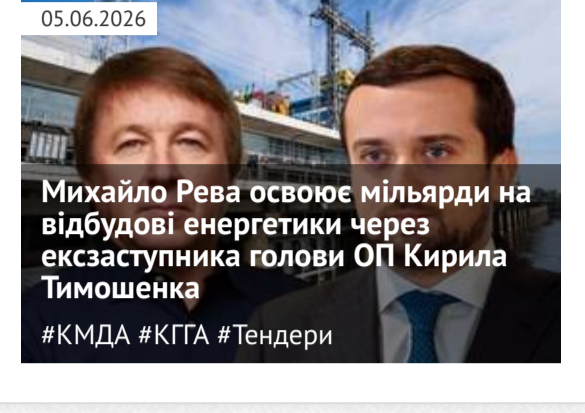 05.06.2026
Михайло Рева освоює мільярди на
відбудові енергетики через
ексзаступника голови ОП Кирила
Тимошенка
#КМДА #КГГА #Тендери